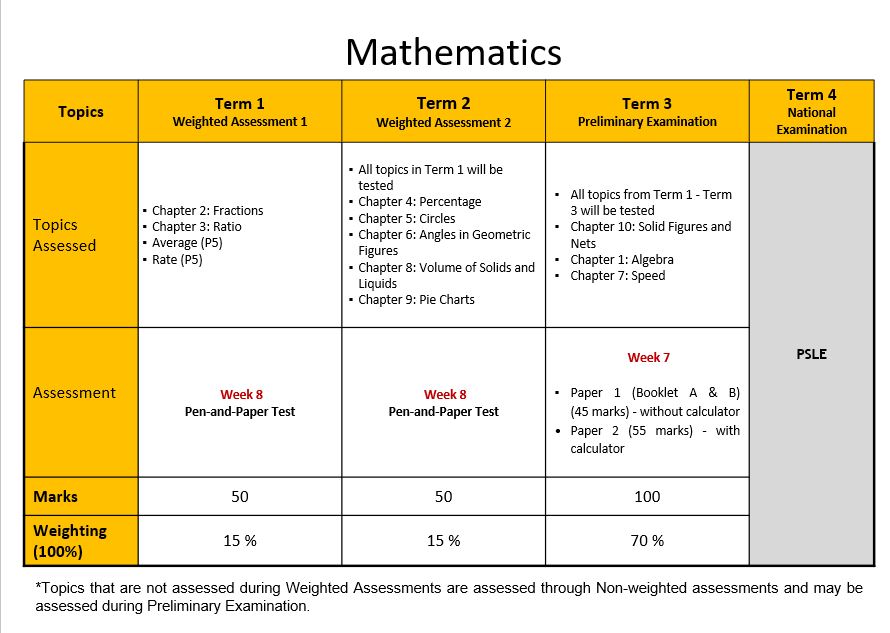 Mathematics
Topics
Term 1
Weighted Assessment 1
Term 2
Weighted Assessment 2
Term 3
Preliminary Examination
Term 4
National
Examination
Topics
Assessed
▪ Chapter 2: Fractions
▪ Chapter 3: Ratio
▪ Average (P5)
▪ Rate (P5)
▪ All topics in Term 1 will be
tested
▪ Chapter 4: Percentage
▪ Chapter 5: Circles
▪ Chapter 6: Angles in Geometric
Figures
▪ Chapter 8: Volume of Solids and
Liquids
▪ Chapter 9: Pie Charts
▪ All topics from Term 1 - Term
3 will be tested
▪ Chapter 10: Solid Figures and
Nets
▪ Chapter 1: Algebra
▪ Chapter 7: Speed
PSLE
Assessment
Week 8
Pen-and-Paper Test
Week 8
Pen-and-Paper Test
Week 7
▪ Paper 1 (Booklet A & B)
(45 marks) - without calculator
• Paper 2 (55 marks) - with
calculator
Marks
50
50
100
Weighting
(100%)
15 %
15 %
70 %
*Topics that are not assessed during Weighted Assessments are assessed through Non-weighted assessments and may be
assessed during Preliminary Examination.